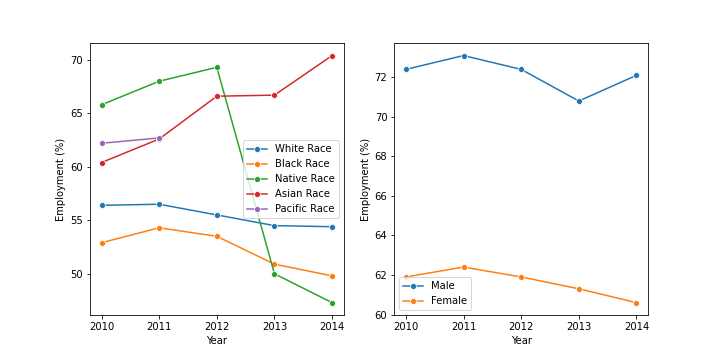 70
65
60
55
50
Employment (%)
2010 2011 2012 2013 2014
Year
White Race
Black Race
Native Race
Asian Race
Pacific Race
72
70
68
66
64
62
60
Employment (%)
2010 2011 2012 2013 2014
Year
Male
Female